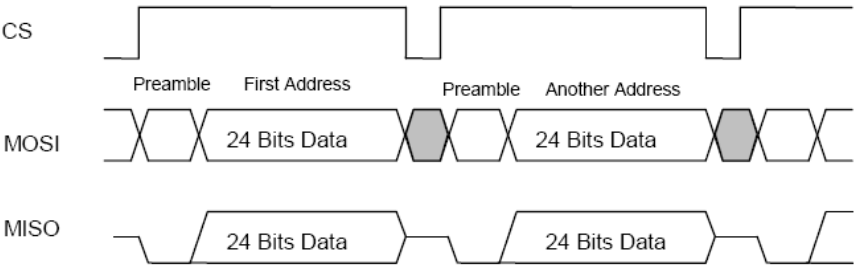 CS
Preamble First Address Preamble Another Address
MOSI 24 Bits Data 24 Bits Data
MISO 24 Bits Data 24 Bits Data